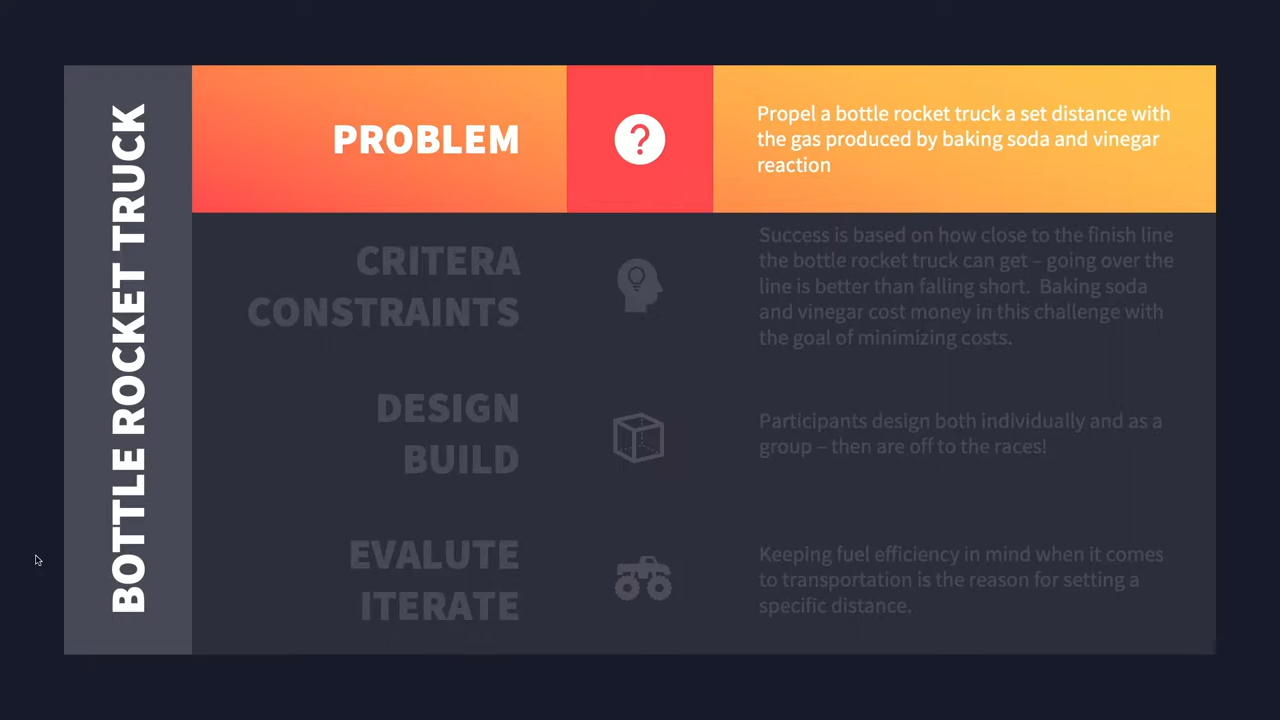 BOTTLE ROCKET TRUCK
PROBLEM
?
Propel a bottle rocket truck a set distance with
the gas produced by baking soda and vinegar
reaction
CRITERA
CONSTRAINTS
Success is based on how close to the finish line
the bottle rocket truck can get – going over the
line is better than falling short.  Baking soda
and vinegar cost money in this challenge with
the goal of minimizing costs.
DESIGN
BUILD
Participants design both individually and as a
group – then are off to the races!
EVALUTE
ITERATE
Keeping fuel efficiency in mind when it comes
to transportation is the reason for setting a
specific distance.